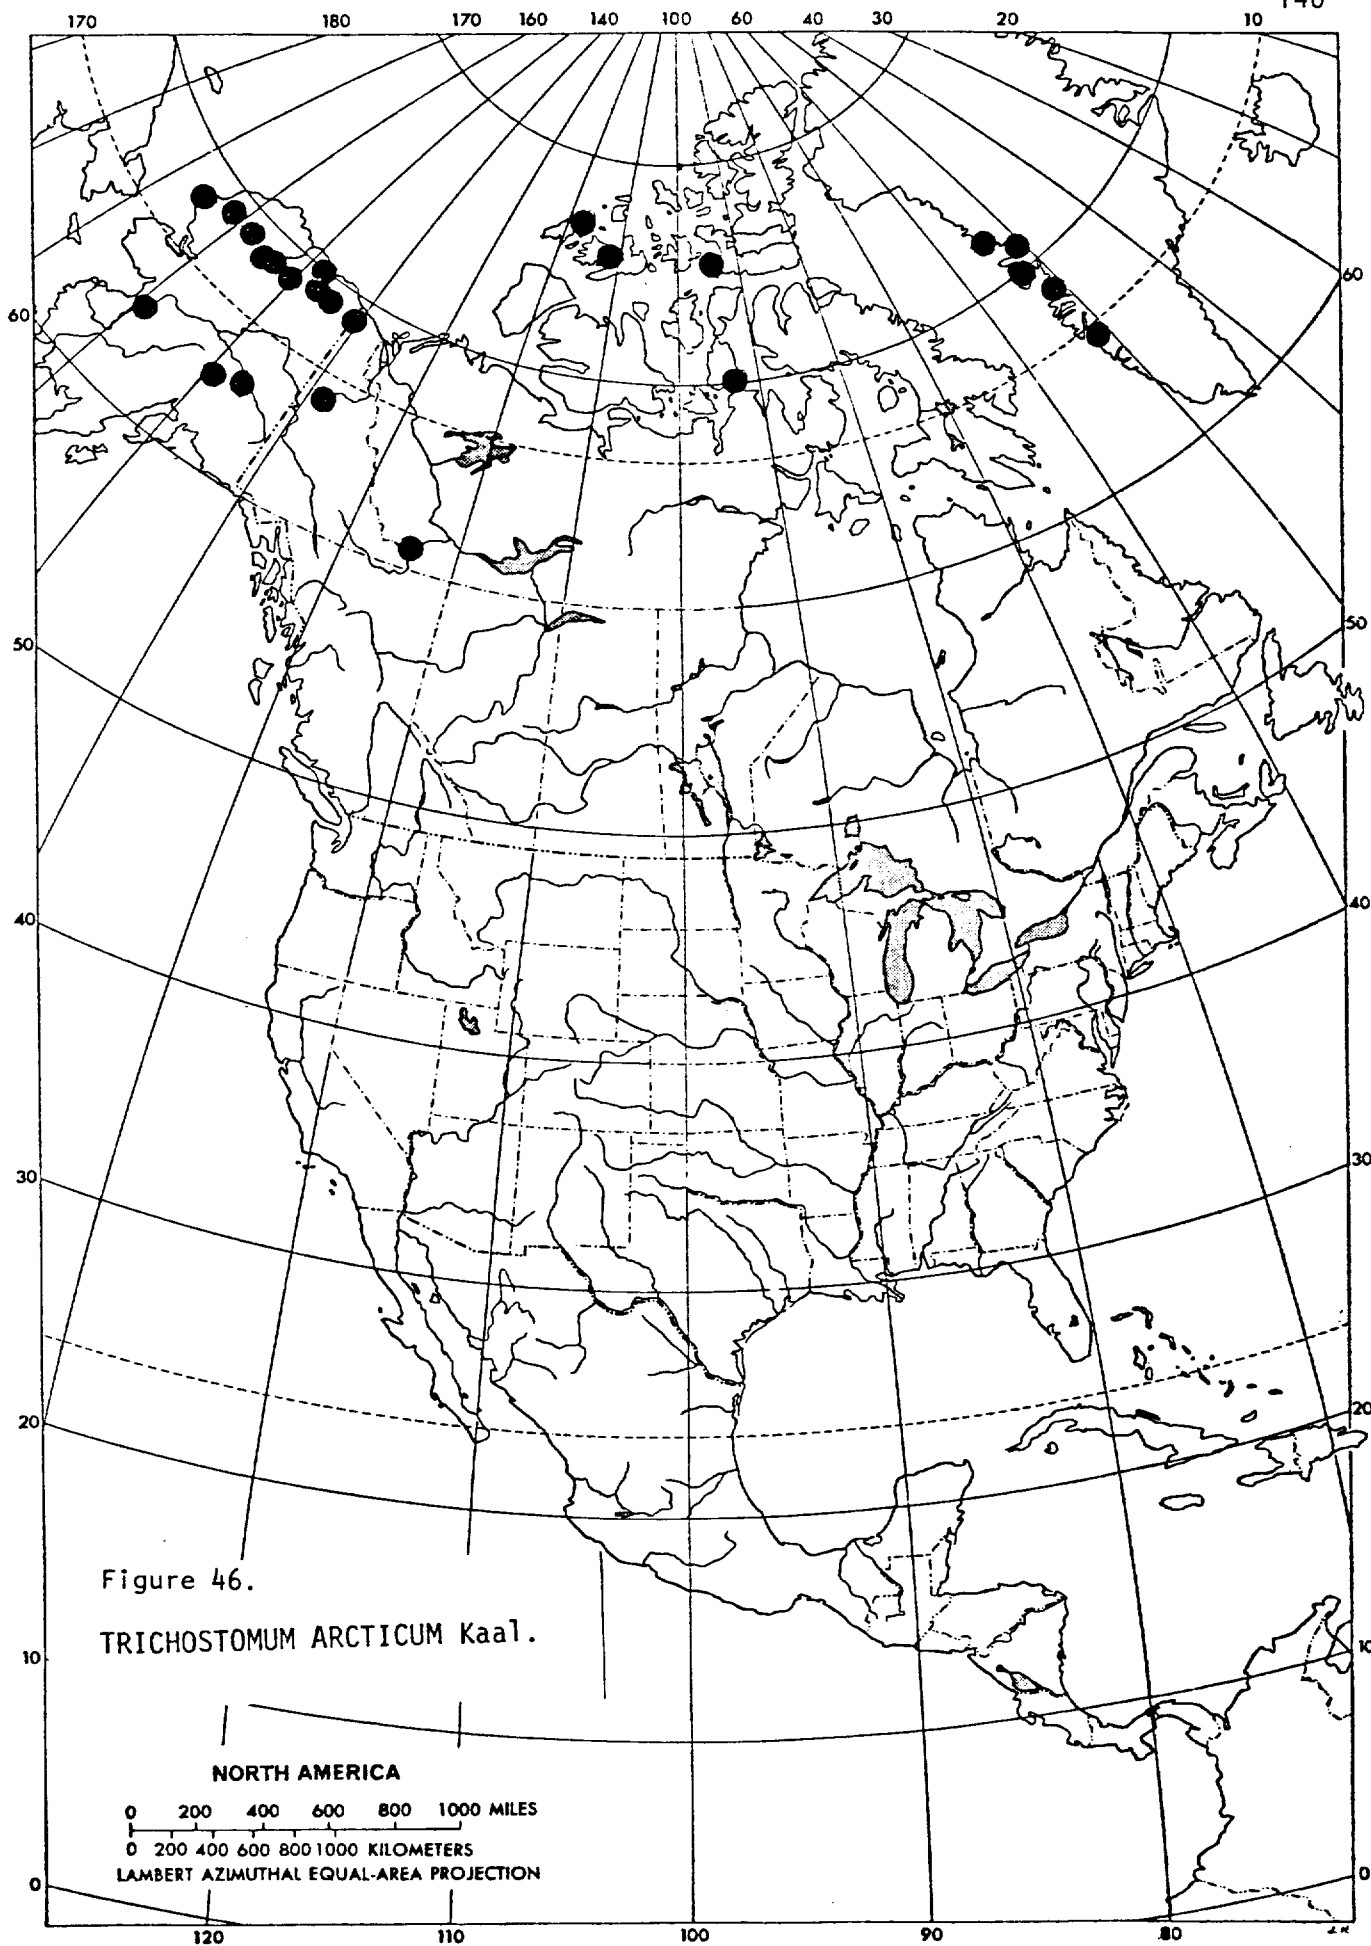 170 180 170 160 140 100 60 40 30 20 10
60 60
50 50
40 40
30 30
20 20
Figure 46.
TRICHOSTOMUM ARCTICUM Kaal.
10 10
NORTH AMERICA
0 200 400 600 800 1000 MILES
0 200 400 600 800 1000 KILOMETERS
LAMBERT AZIMUTHAL EQUAL-AREA PROJECTION
0 0
120 110 100 90 80